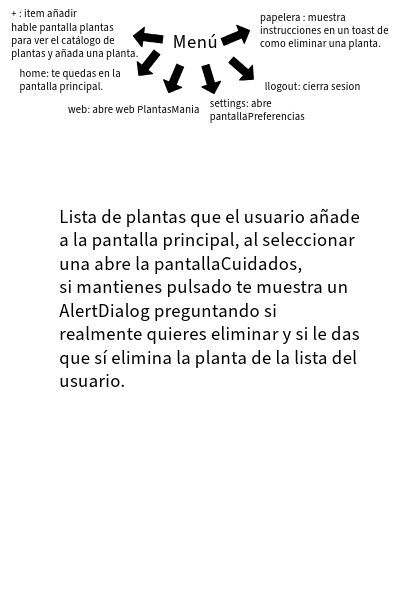 + : item añadir
hable pantalla plantas
para ver el catálogo de
plantas y añada una planta.
Menú
papelera : muestra
instrucciones en un toast de
como eliminar una planta.
home: te quedas en la
pantalla principal.
llogout: cierra sesion
web: abre web PlantasMania
settings: abre
pantallaPreferencias
Lista de plantas que el usuario añade
a la pantalla principal, al seleccionar
una abre la pantallaCuidados,
si mantienes pulsado te muestra un
AlertDialog preguntando si
realmente quieres eliminar y si le das
que sí elimina la planta de la lista del
usuario.